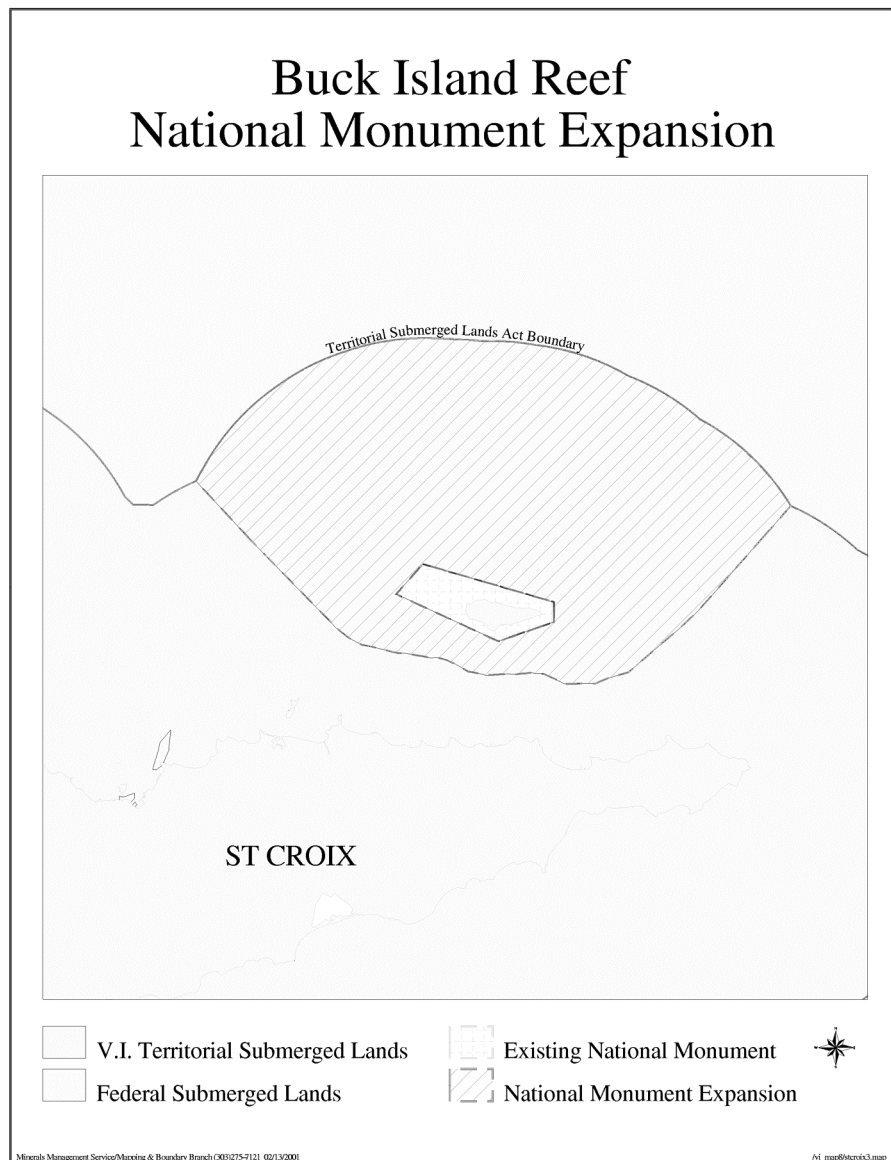 Buck Island Reef
National Monument Expansion
Territorial Submerged Lands Act Boundary
ST CROIX
V.I. Territorial Submerged Lands
Existing National Monument
Federal Submerged Lands
National Monument Expansion
Minerals Management Service/Mapping & Boundary Branch (303)275-7121 02/13/2001
/vi_map8/stcroix3.map